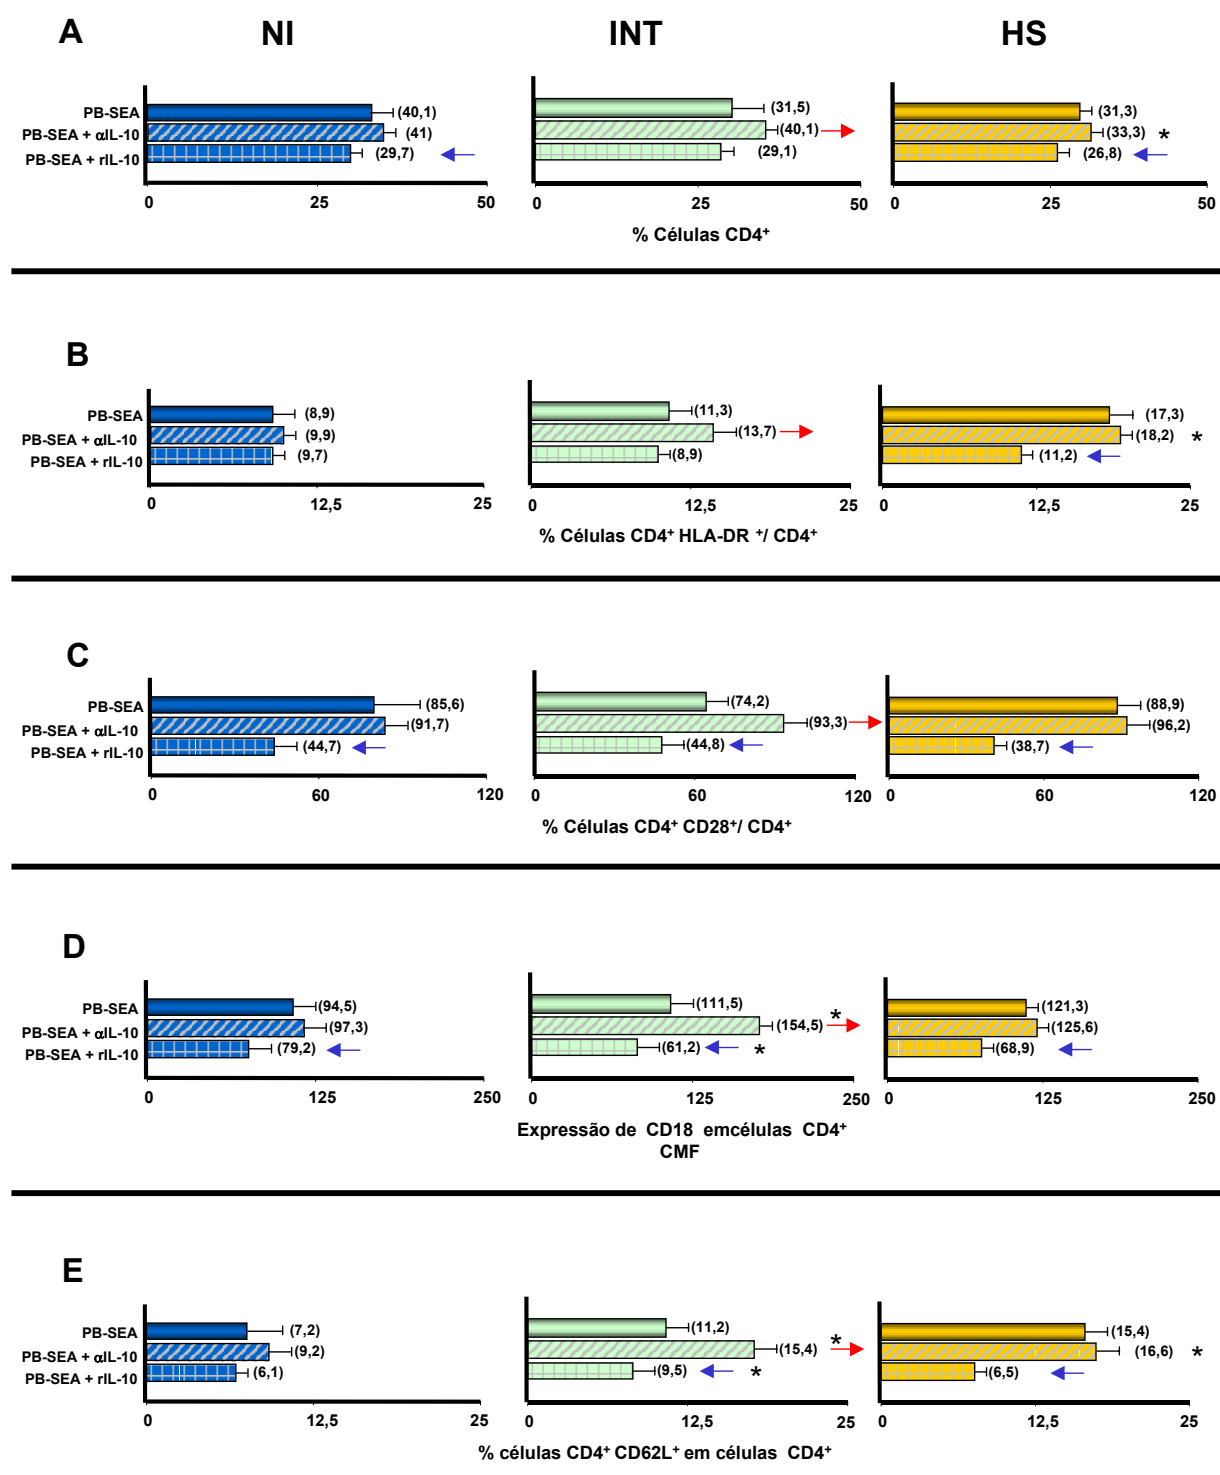 A NI INT HS
PB-SEA (40,1) (31,5) (31,3)
PB-SEA + αIL-10 (41) (40,1) (33,3) *
PB-SEA + rIL-10 (29,7) (29,1) (26,8)
0 25 50 0 25 50 0 25 50
% Células CD4⁺
B
PB-SEA (8,9) (11,3) (17,3)
PB-SEA + αIL-10 (9,9) (13,7) (18,2) *
PB-SEA + rIL-10 (9,7) (8,9) (11,2)
0 12,5 25 0 12,5 25 0 12,5 25
% Células CD4⁺ HLA-DR ⁺/ CD4⁺
C
PB-SEA (85,6) (74,2) (88,9)
PB-SEA + αIL-10 (91,7) (93,3) (96,2)
PB-SEA + rIL-10 (44,7) (44,8) (38,7)
0 60 120 0 60 120 0 60 120
% Células CD4⁺ CD28⁺/ CD4⁺
D
PB-SEA (94,5) (111,5) (121,3)
PB-SEA + αIL-10 (97,3) (154,5) * (125,6)
PB-SEA + rIL-10 (79,2) (61,2) * (68,9)
0 125 250 0 125 250 0 125 250
Expressão de CD18 emcélulas CD4⁺
CMF
E
PB-SEA (7,2) (11,2) (15,4)
PB-SEA + αIL-10 (9,2) (15,4) * (16,6) *
PB-SEA + rIL-10 (6,1) (9,5) * (6,5)
0 12,5 25 0 12,5 25 0 12,5 25
% células CD4⁺ CD62L⁺ em células CD4⁺